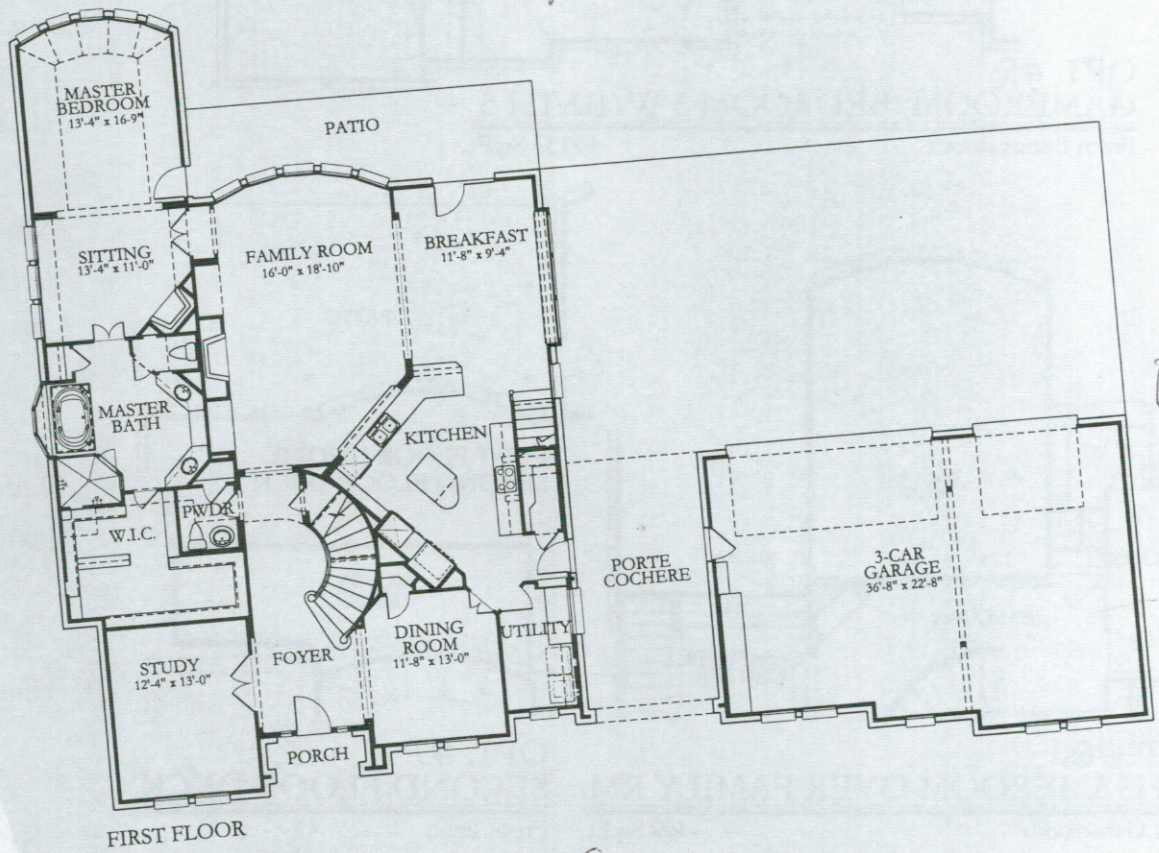 MASTER
BEDROOM
13'-4" x 16-9"
PATIO
SITTING
13'-4" x 11'-0"
FAMILY ROOM
16'-0" x 18'-10"
BREAKFAST
11'-8" x 9'-4"
MASTER
BATH
KITCHEN
PWDR
W.I.C.
PORTE
COCHERE
3-CAR
GARAGE
36'-8" x 22'-8"
STUDY
12'-4" x 13'-0"
FOYER
DINING
ROOM
11'-8" x 13'-0"
UTILITY
PORCH
FIRST FLOOR